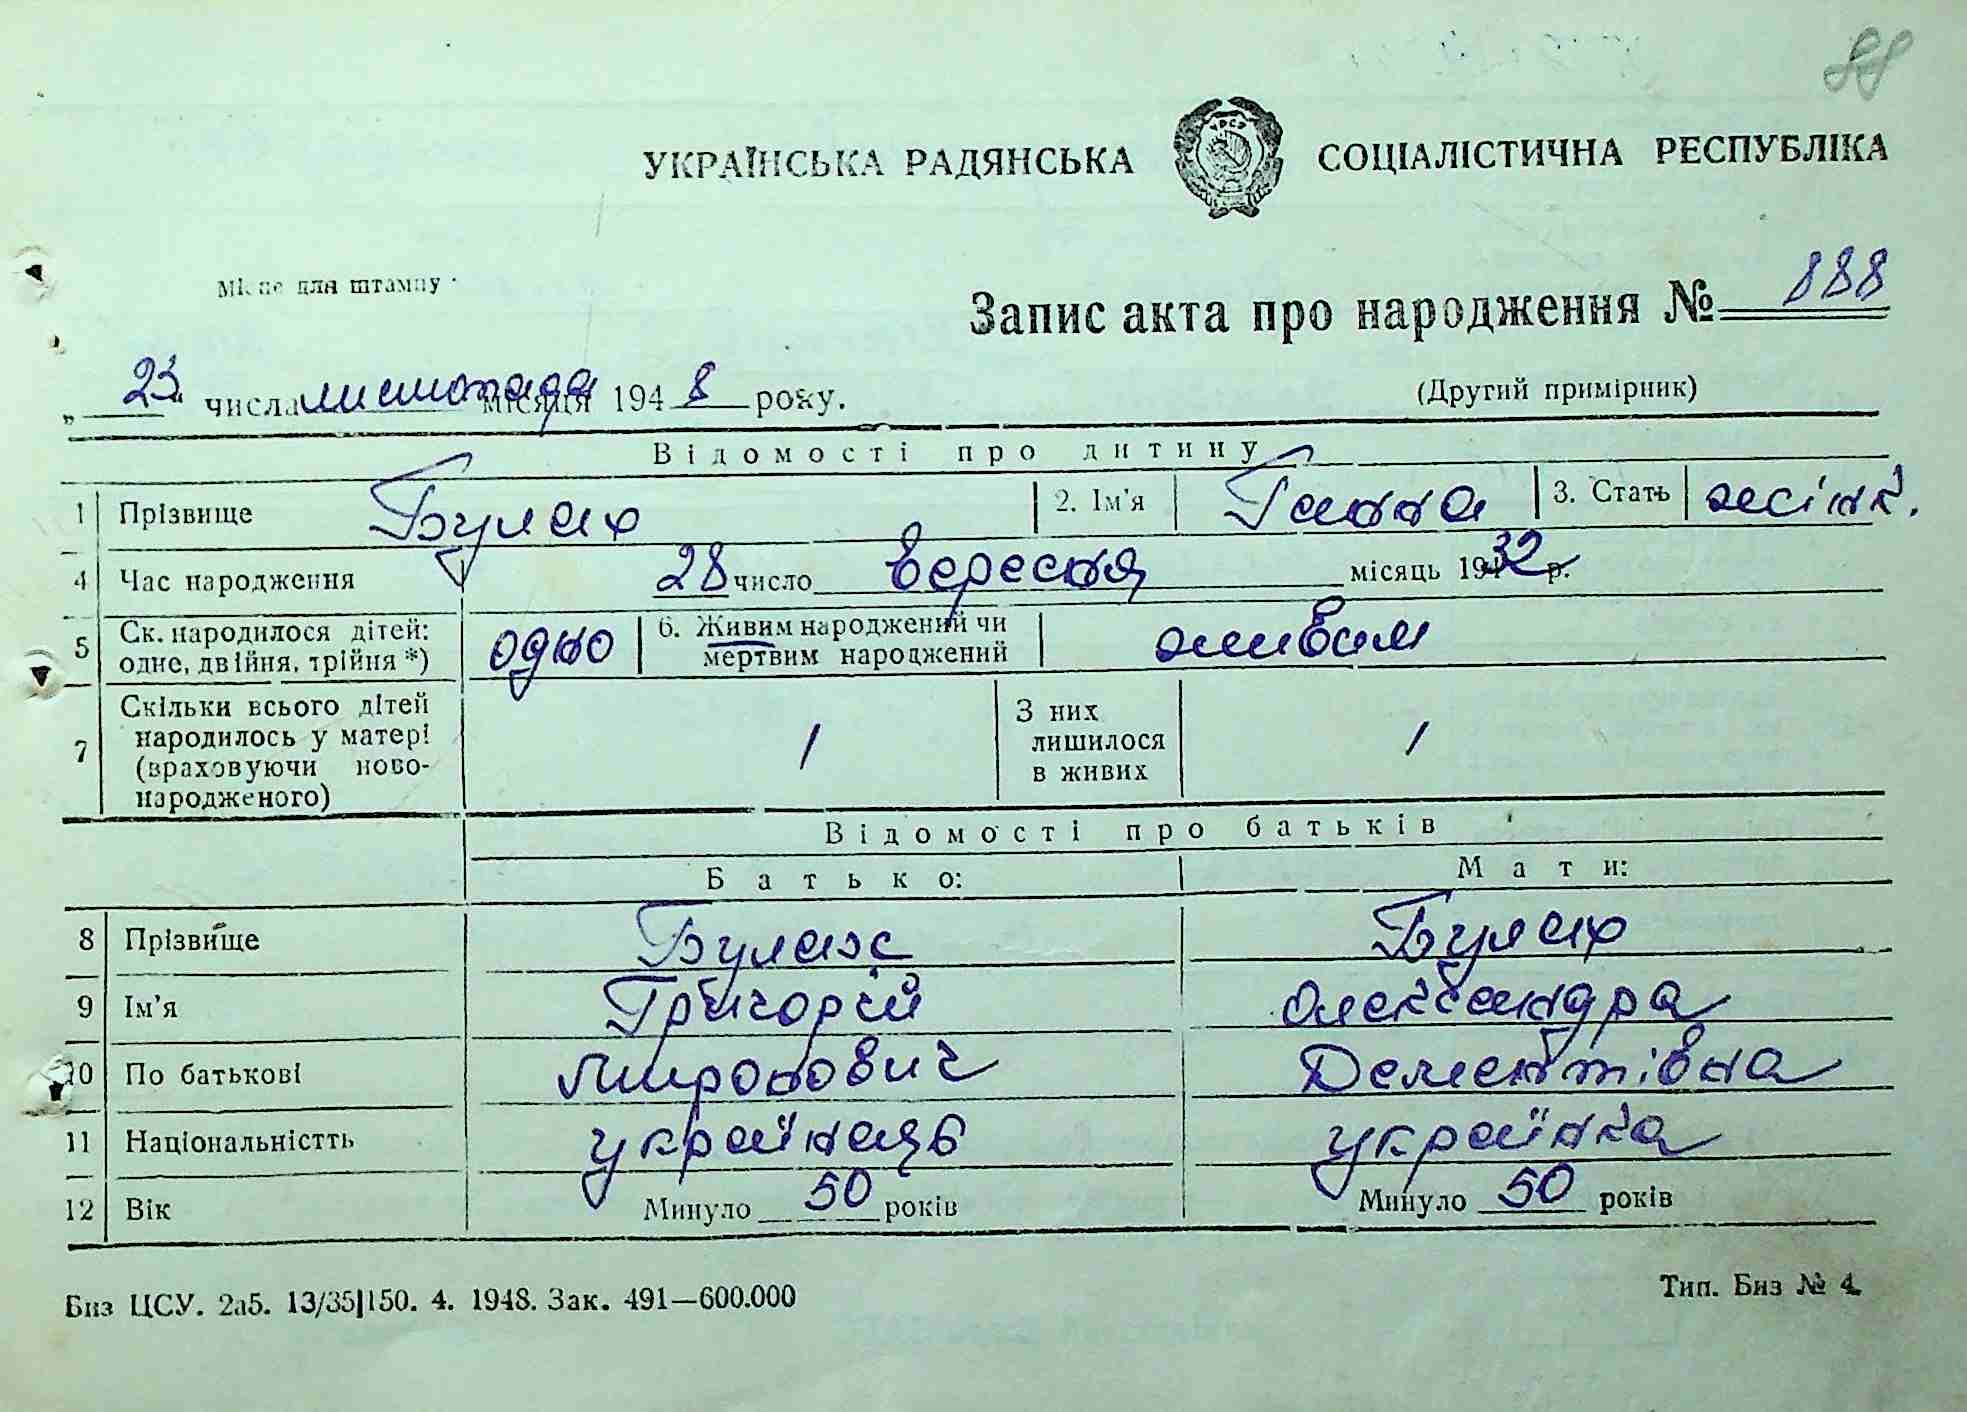 88
УКРАЇНСЬКА РАДЯНСЬКА СОЦІАЛІСТИЧНА РЕСПУБЛІКА
Місце для штампу
Запис акта про народження № 888
(Другий примірник)
„ 23 " числа листопада місяця 1948 року.
Відомості про дитину
1 Прізвище Булах 2. Ім'я Ганна 3. Стать жінк.
4 Час народження 28 число вересня місяць 1932 р.
5 Ск. народилося дітей: одне, двійня, трійня *) одно 6. Живим народжений чи мертвим народжений живим
7 Скільки всього дітей народилось у матері (враховуючи ново-народженого) 1 З них лишилося в живих 1
Відомості про батьків
Батько: Мати:
8 Прізвище Булах Булах
9 Ім'я Григорій Олександра
10 По батькові Миронович Дементівна
11 Національністть українець українка
12 Вік Минуло 50 років Минуло 50 років
Биз ЦСУ. 2а5. 13/35|150. 4. 1948. Зак. 491—600.000 Тип. Биз № 4.